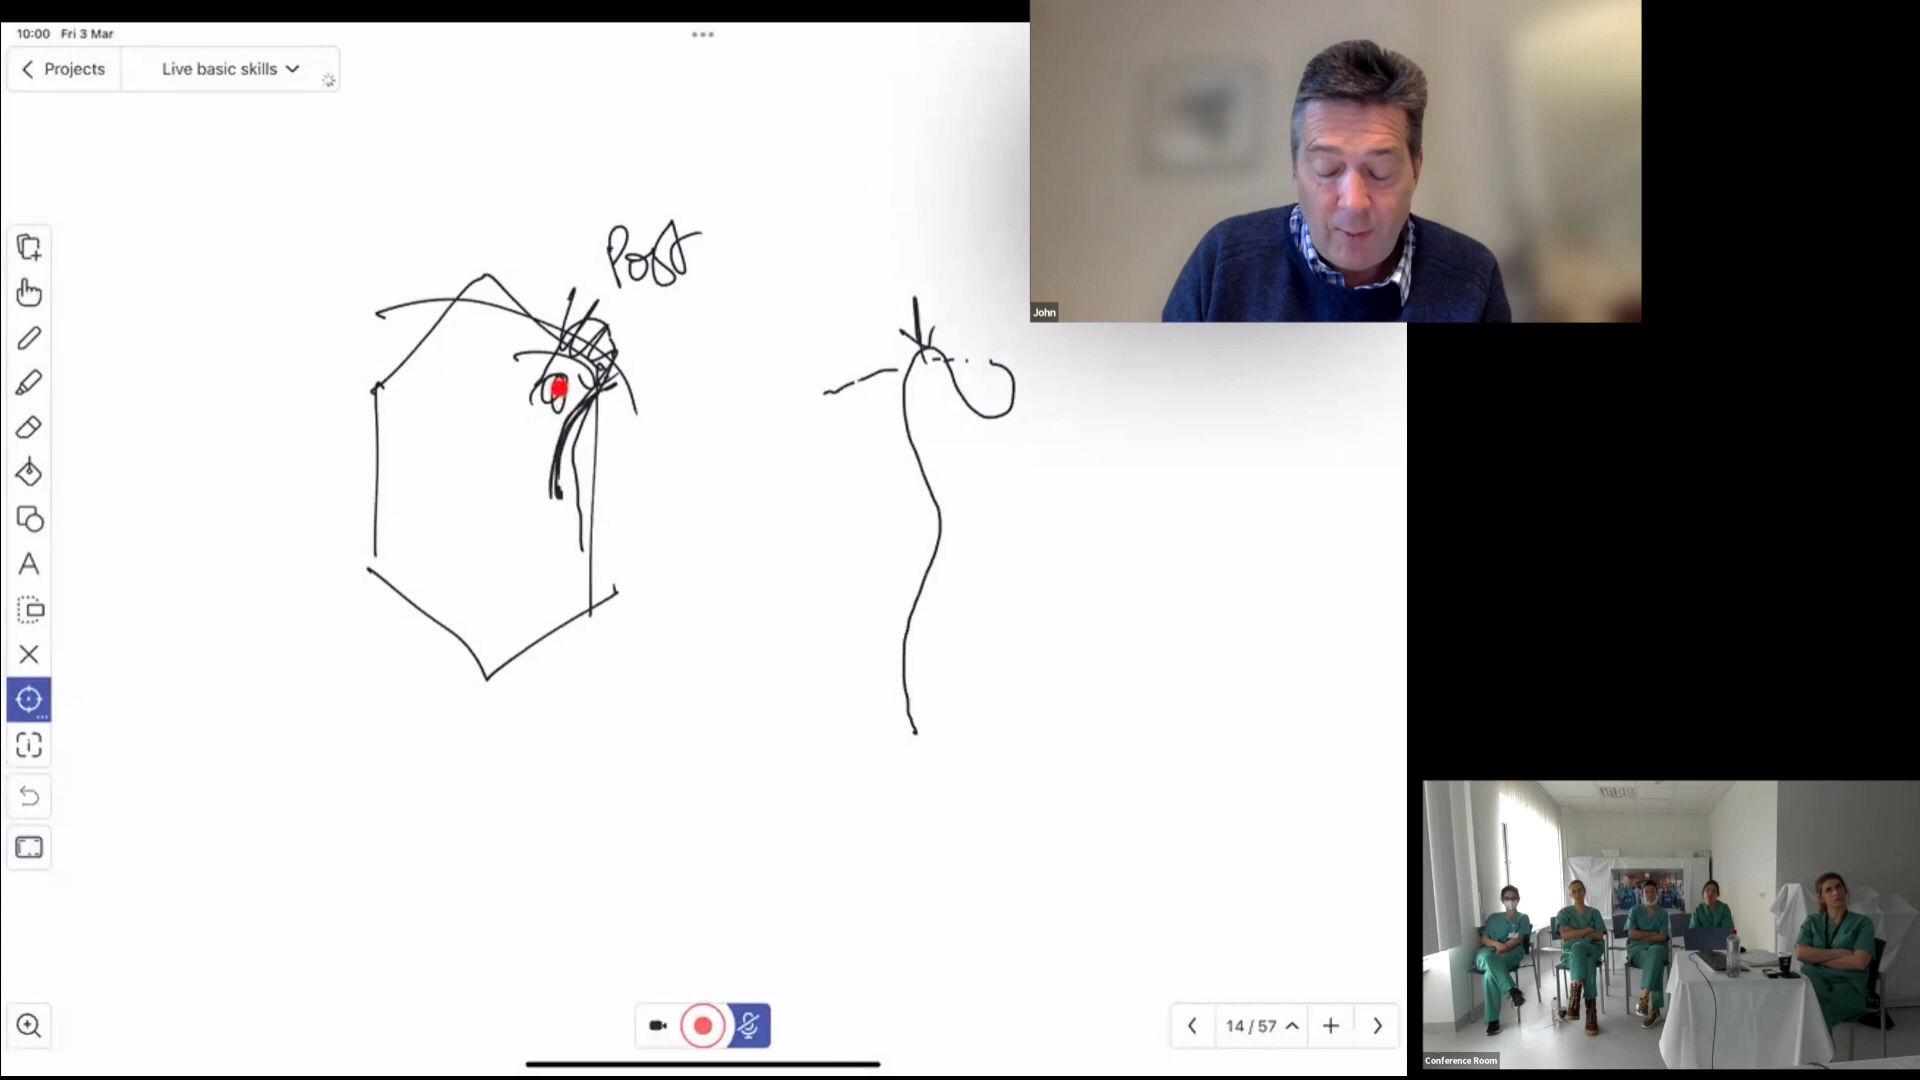 10:00 Fri 3 Mar
Projects
Live basic skills
John
Post
A
14 / 57
Conference Room